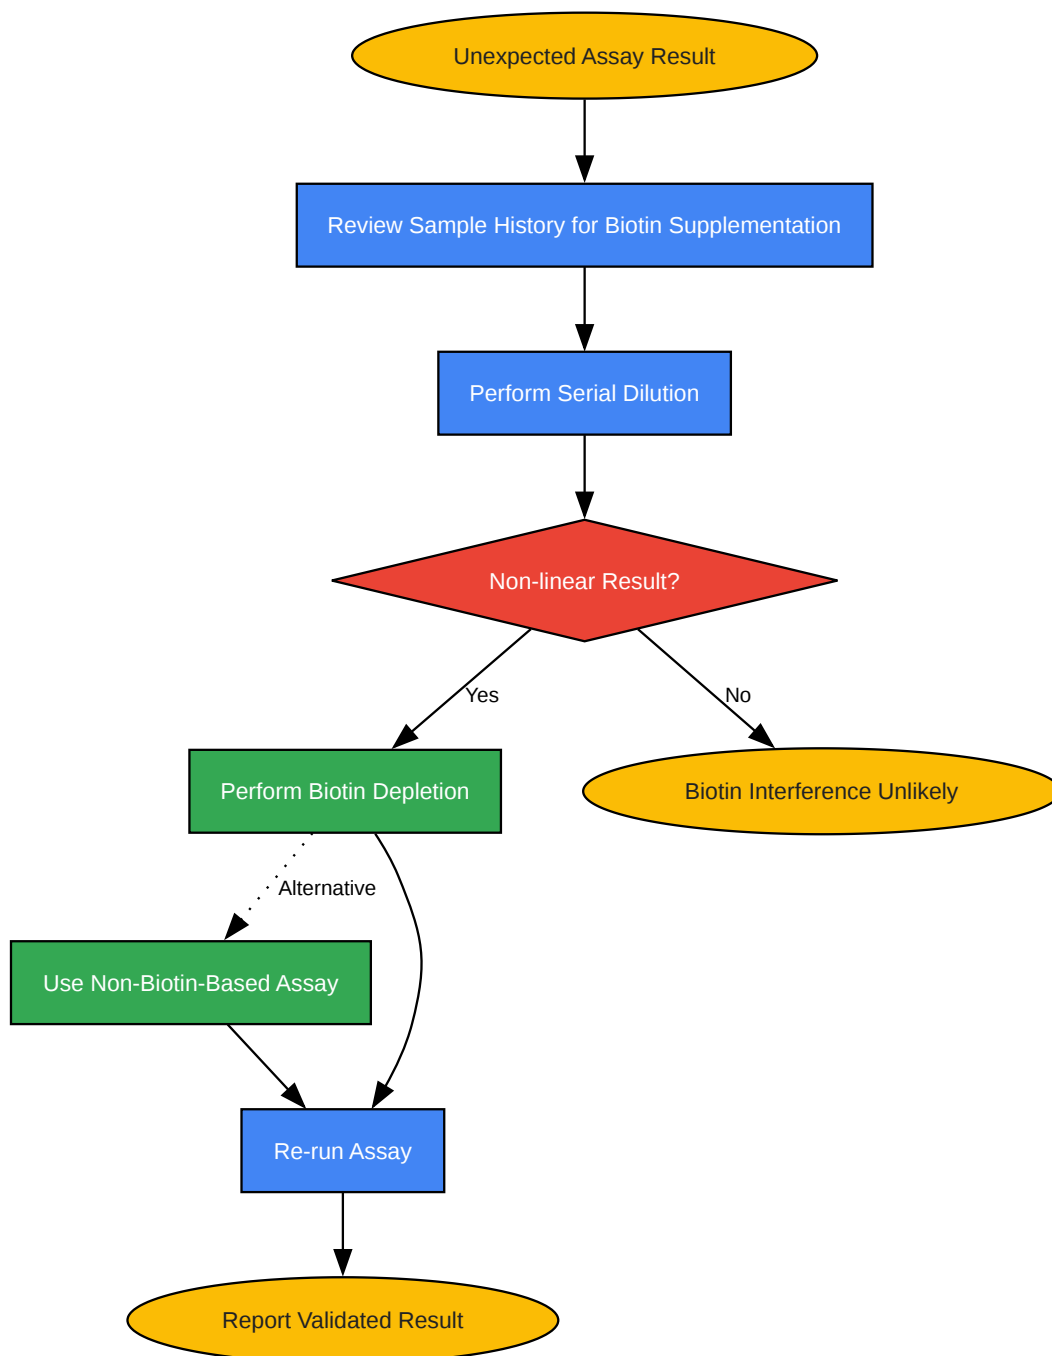 Unexpected Assay Result
Review Sample History for Biotin Supplementation
Perform Serial Dilution
Non-linear Result?
Yes
No
Perform Biotin Depletion
Biotin Interference Unlikely
Alternative
Use Non-Biotin-Based Assay
Re-run Assay
Report Validated Result